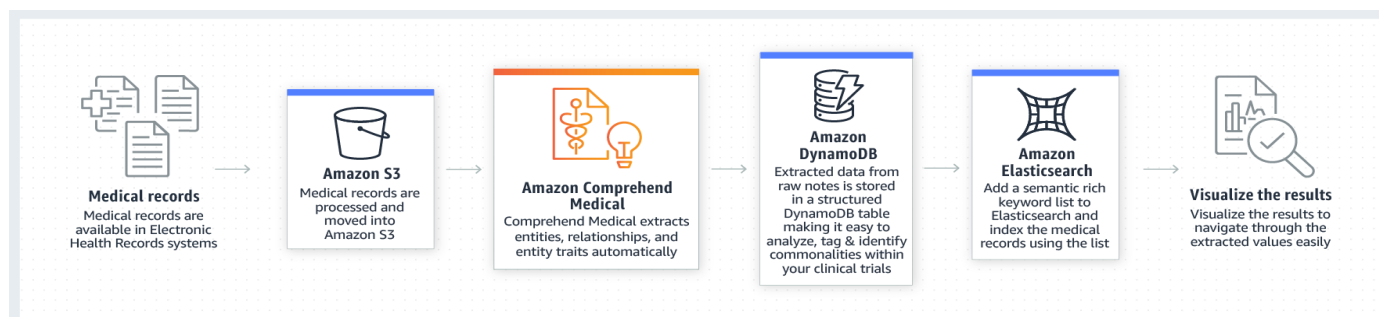 Medical records
Medical records are
available in Electronic
Health Records systems
Amazon S3
Medical records are
processed and
moved into
Amazon S3
Amazon Comprehend
Medical
Comprehend Medical extracts
entities, relationships, and
entity traits automatically
Amazon
DynamoDB
Extracted data from
raw notes is stored
in a structured
DynamoDB table
making it easy to
analyze, tag & identify
commonalities within
your clinical trials
Amazon
Elasticsearch
Add a semantic rich
keyword list to
Elasticsearch and
index the medical
records using the list
Visualize the results
Visualize the results to
navigate through the
extracted values easily